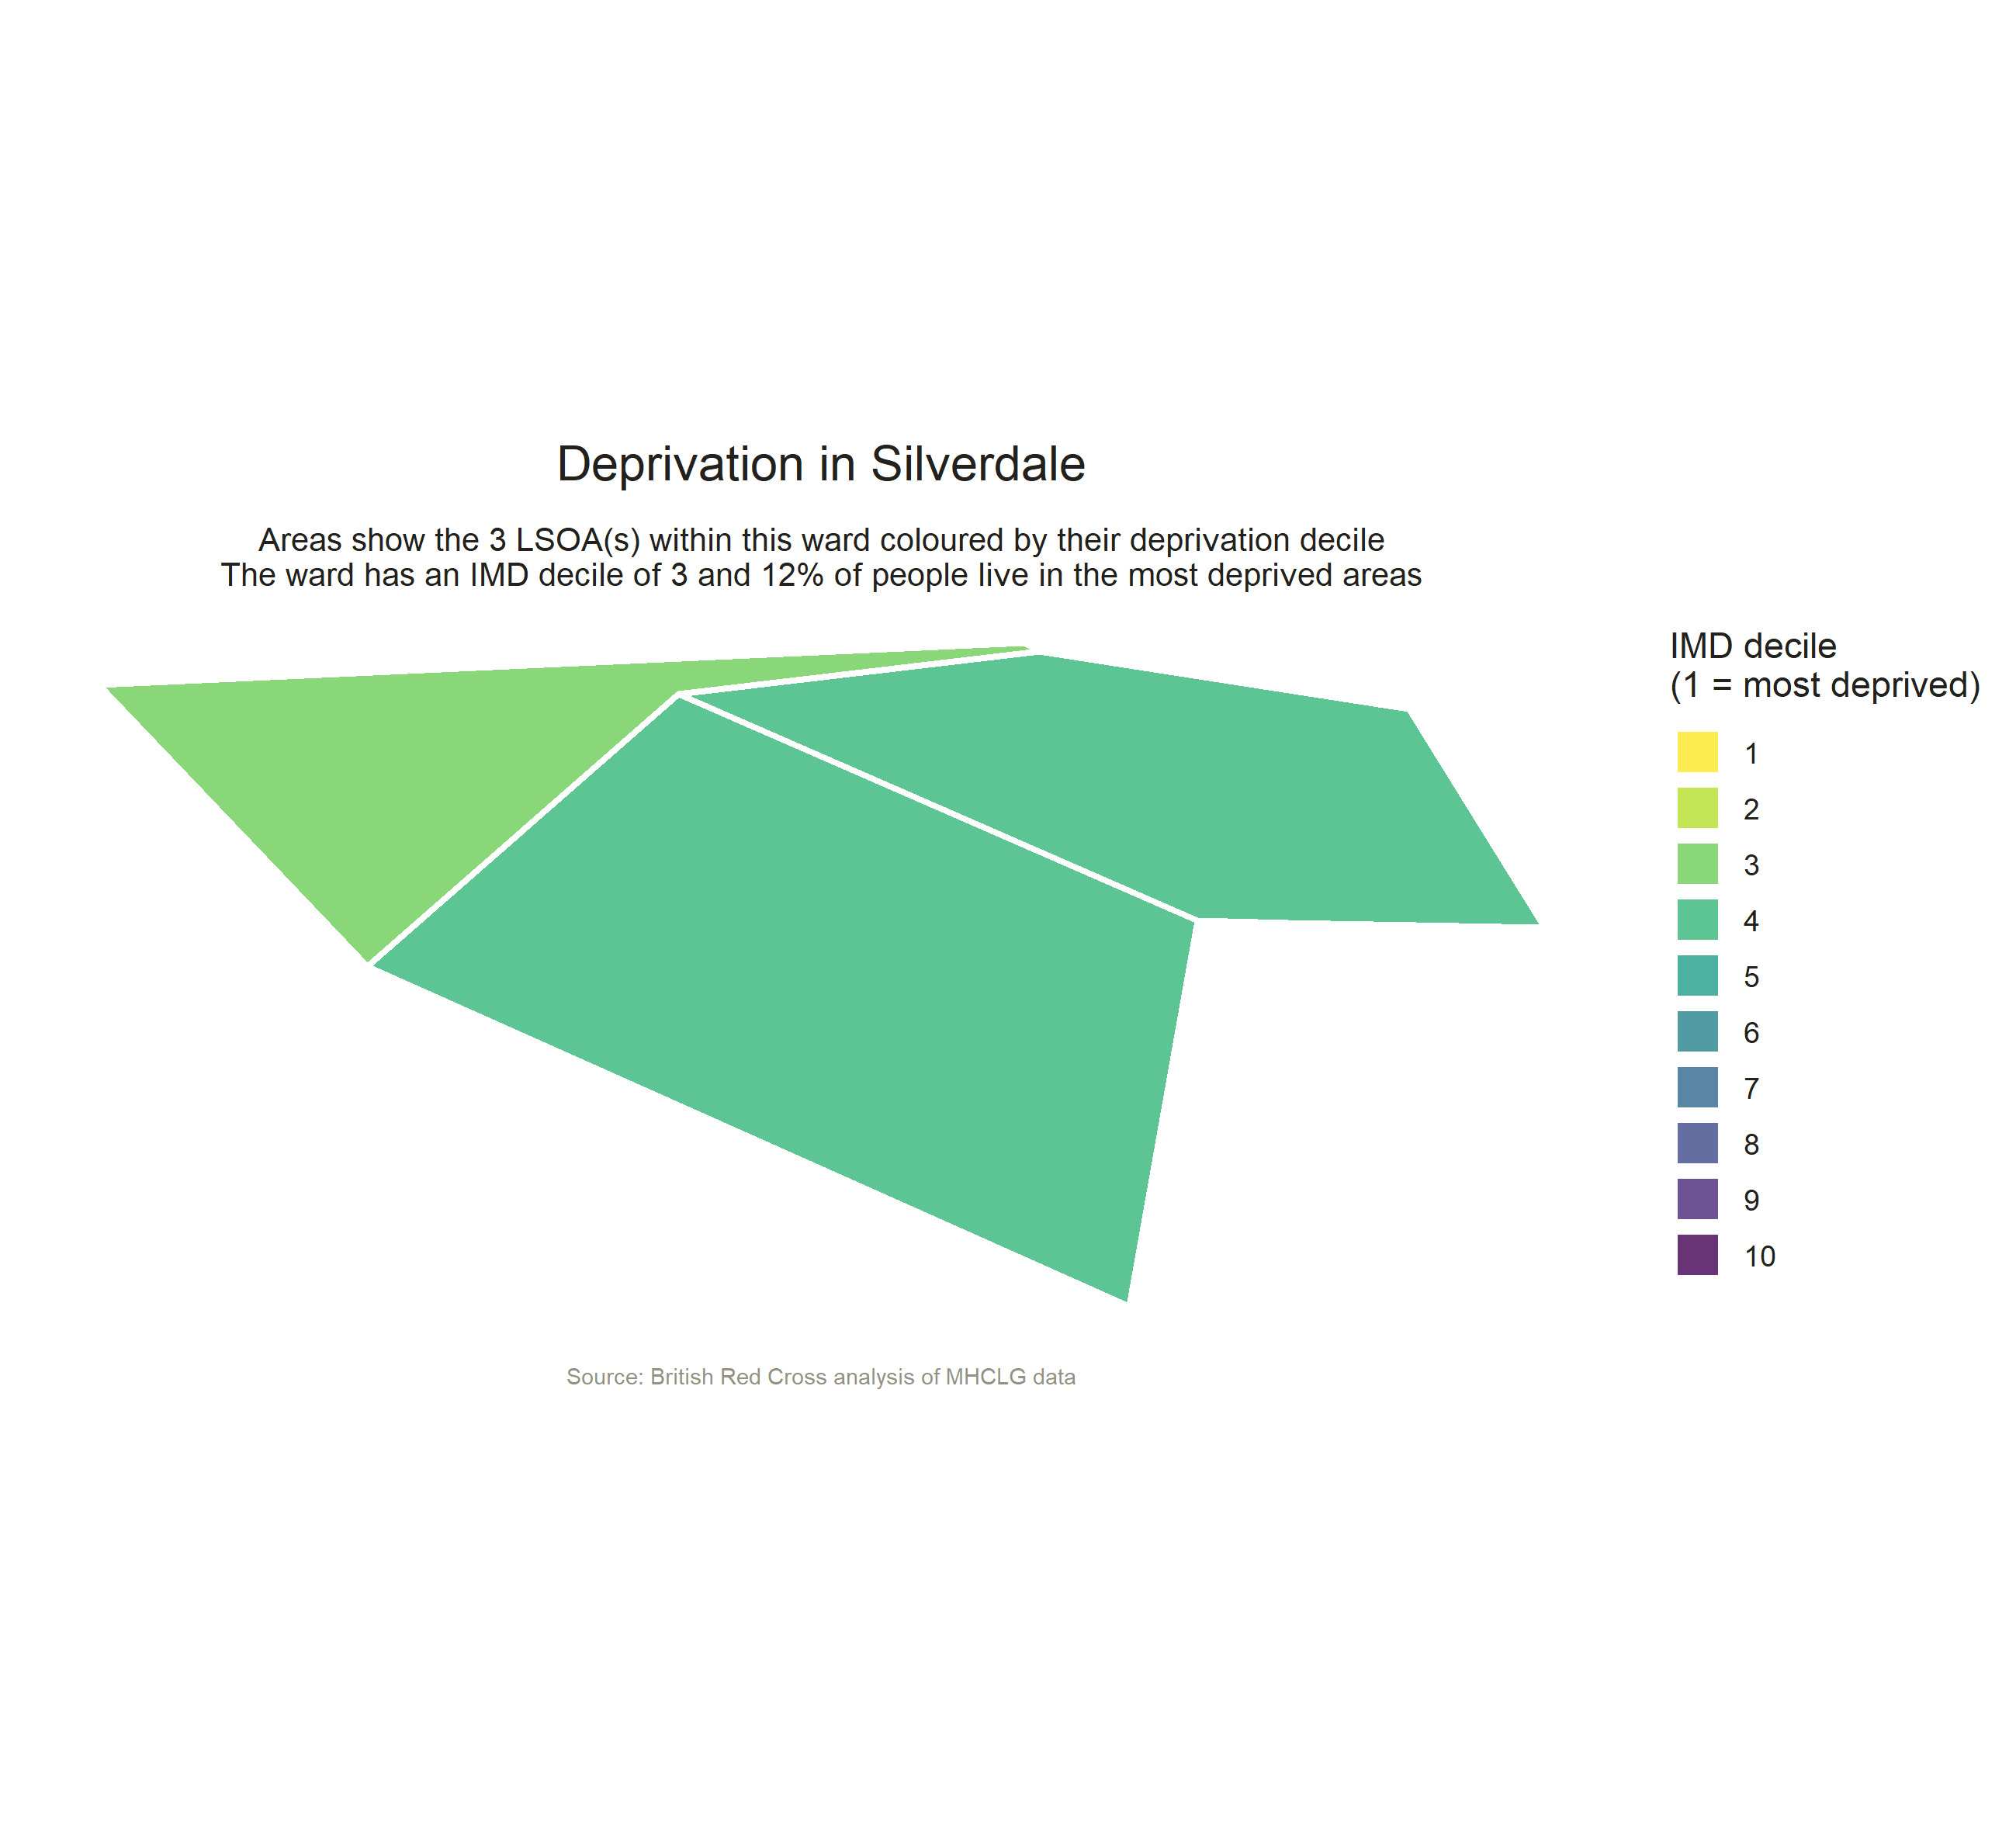 Deprivation in Silverdale
Areas show the 3 LSOA(s) within this ward coloured by their deprivation decile
The ward has an IMD decile of 3 and 12% of people live in the most deprived areas
IMD decile
(1 = most deprived)
1
2
3
4
5
6
7
8
9
10
Source: British Red Cross analysis of MHCLG data